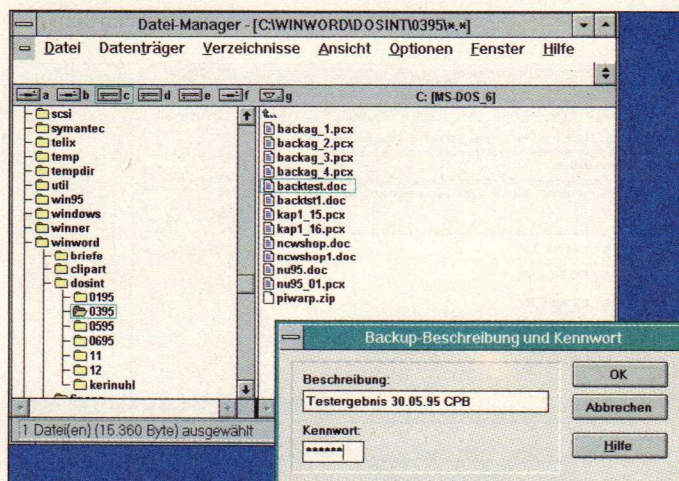 Datei-Manager - [C:\WINWORD\DOSINT\0395\*.*]
Datei Datenträger Verzeichnisse Ansicht Optionen Fenster Hilfe
a b c d e f g C: [MS-DOS_6]
scsi
symantec
telix
temp
tempdir
util
win95
windows
winner
winword
briefe
clipart
dosint
0195
0395
0595
0695
11
12
kerinuhl
backag_1.pcx
backag_2.pcx
backag_3.pcx
backag_4.pcx
backtest.doc
backtst1.doc
kap1_15.pcx
kap1_16.pcx
ncwshop.doc
ncwshop1.doc
nu95.doc
nu95_01.pcx
piwarp.zip
1 Datei(en) (15.360 Byte) ausgewählt
Backup-Beschreibung und Kennwort
Beschreibung:
Testergebnis 30.05.95 CPB
Kennwort:
******
OK
Abbrechen
Hilfe